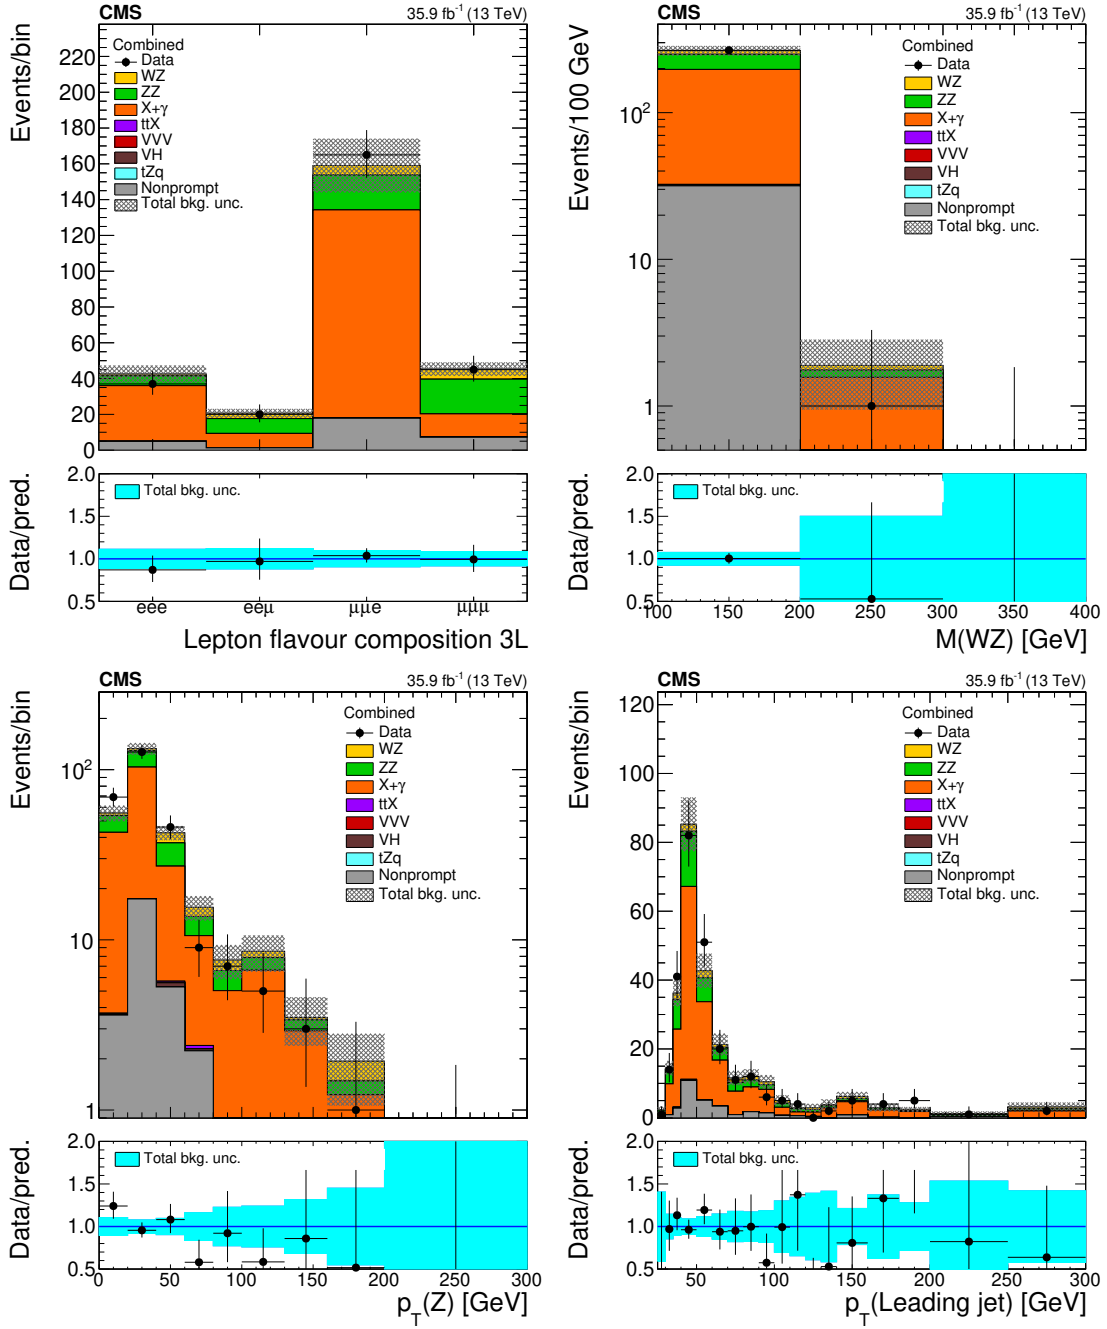 CMS 35.9 fb⁻¹ (13 TeV)
Events/bin
220
200
180
160
140
120
100
80
60
40
20
0
Combined
Data
WZ
ZZ
X+γ
ttX
VVV
VH
tZq
Nonprompt
Total bkg. unc.
Data/pred.
2.0
1.5
1.0
0.5
Total bkg. unc.
eee eeμ μμe μμμ
Lepton flavour composition 3L
CMS 35.9 fb⁻¹ (13 TeV)
Events/100 GeV
10²
10
1
Combined
Data
WZ
ZZ
X+γ
ttX
VVV
VH
tZq
Nonprompt
Total bkg. unc.
Data/pred.
2.0
1.5
1.0
0.5
Total bkg. unc.
100 150 200 250 300 350 400
M(WZ) [GeV]
CMS 35.9 fb⁻¹ (13 TeV)
Events/bin
10²
10
1
Combined
Data
WZ
ZZ
X+γ
ttX
VVV
VH
tZq
Nonprompt
Total bkg. unc.
Data/pred.
2.0
1.5
1.0
0.5
Total bkg. unc.
0 50 100 150 200 250 300
p_T(Z) [GeV]
CMS 35.9 fb⁻¹ (13 TeV)
Events/bin
120
100
80
60
40
20
0
Combined
Data
WZ
ZZ
X+γ
ttX
VVV
VH
tZq
Nonprompt
Total bkg. unc.
Data/pred.
2.0
1.5
1.0
0.5
Total bkg. unc.
50 100 150 200 250 300
p_T(Leading jet) [GeV]